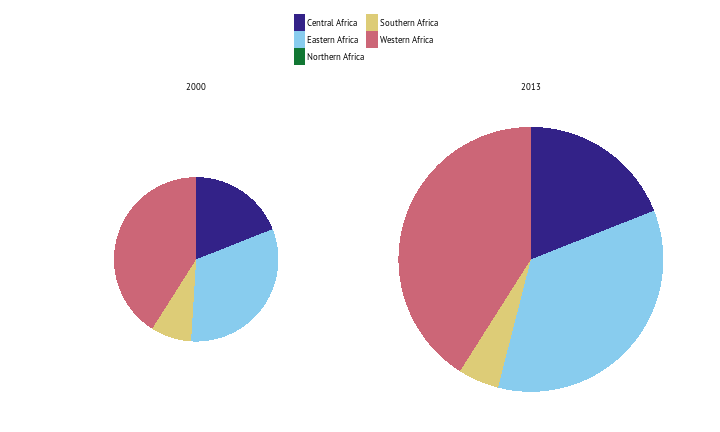 Central Africa
Eastern Africa
Northern Africa
Southern Africa
Western Africa
2000
2013